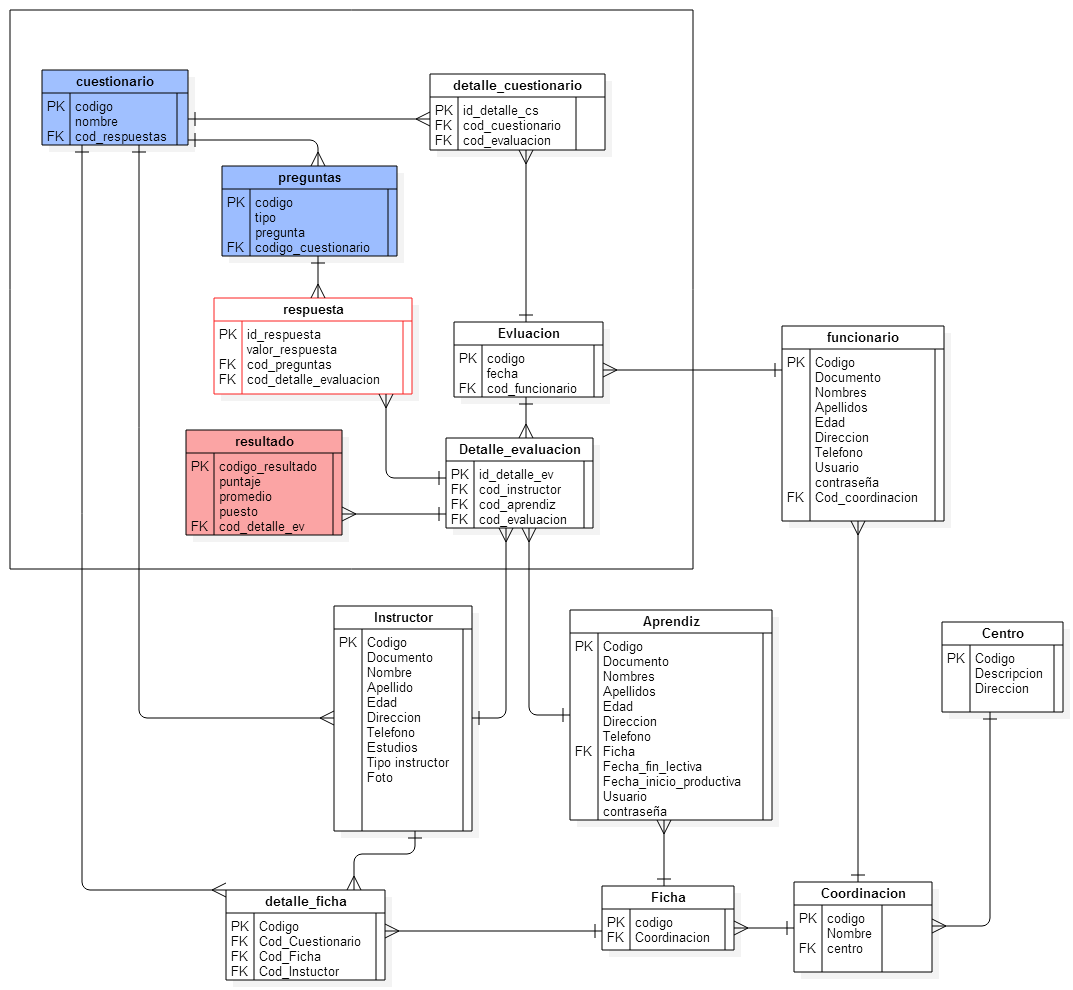 cuestionario
PK codigo
nombre
FK cod_respuestas
detalle_cuestionario
PK id_detalle_cs
FK cod_cuestionario
FK cod_evaluacion
preguntas
PK codigo
tipo
pregunta
FK codigo_cuestionario
respuesta
PK id_respuesta
valor_respuesta
FK cod_preguntas
FK cod_detalle_evaluacion
Evluacion
PK codigo
fecha
FK cod_funcionario
funcionario
PK Codigo
Documento
Nombres
Apellidos
Edad
Direccion
Telefono
Usuario
contraseña
FK Cod_coordinacion
resultado
PK codigo_resultado
puntaje
promedio
puesto
FK cod_detalle_ev
Detalle_evaluacion
PK id_detalle_ev
FK cod_instructor
FK cod_aprendiz
FK cod_evaluacion
Instructor
PK Codigo
Documento
Nombre
Apellido
Edad
Direccion
Telefono
Estudios
Tipo instructor
Foto
Aprendiz
PK Codigo
Documento
Nombres
Apellidos
Edad
Direccion
Telefono
FK Ficha
Fecha_fin_lectiva
Fecha_inicio_productiva
Usuario
contraseña
Centro
PK Codigo
Descripcion
Direccion
detalle_ficha
PK Codigo
FK Cod_Cuestionario
FK Cod_Ficha
FK Cod_Instuctor
Ficha
PK codigo
FK Coordinacion
Coordinacion
PK codigo
Nombre
FK centro